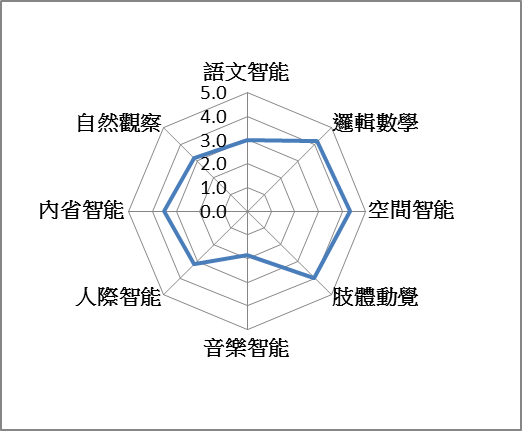 語文智能
5.0
自然觀察
4.0
邏輯數學
3.0
2.0
1.0
內省智能
0.0
空間智能
人際智能
肢體動覺
音樂智能